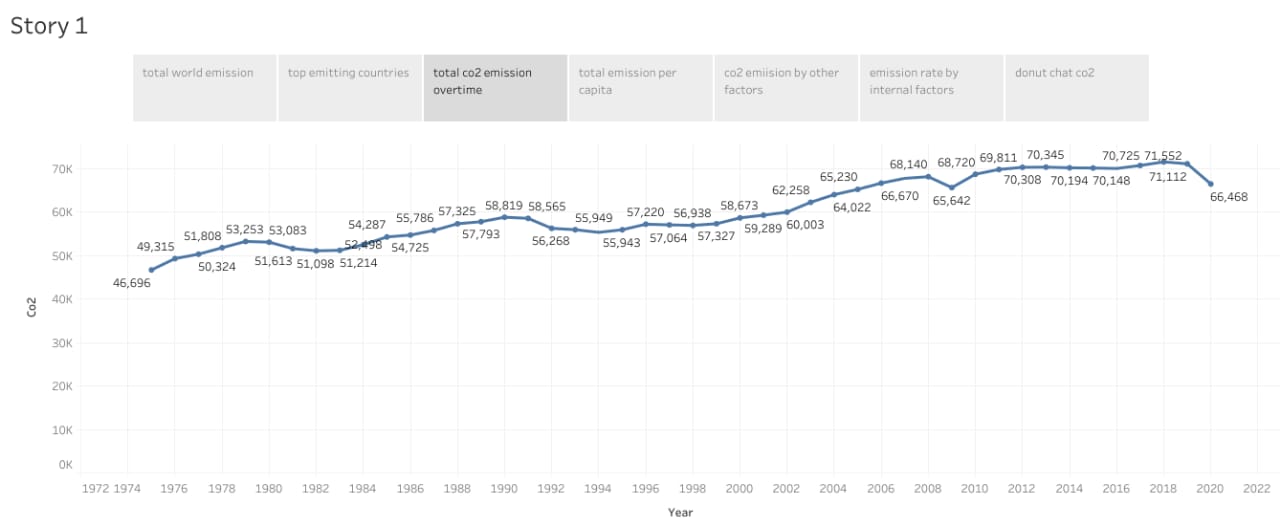 Story 1
total world emission
top emitting countries
total co2 emission
overtime
total emission per
capita
co2 emiision by other
factors
emission rate by
internal factors
donut chat co2
70K
60K
50K
40K
30K
20K
10K
0K
Co2
46,696
49,315
50,324
51,808
53,253
53,083
51,613
51,098
51,214
52,498
54,287
54,725
55,786
57,325
57,793
58,819
58,565
56,268
55,949
55,943
57,220
57,064
56,938
57,327
58,673
59,289
60,003
62,258
64,022
65,230
66,670
68,140
65,642
68,720
69,811
70,308
70,345
70,194
70,148
70,725
71,552
71,112
66,468
1972 1974 1976 1978 1980 1982 1984 1986 1988 1990 1992 1994 1996 1998 2000 2002 2004 2006 2008 2010 2012 2014 2016 2018 2020 2022
Year